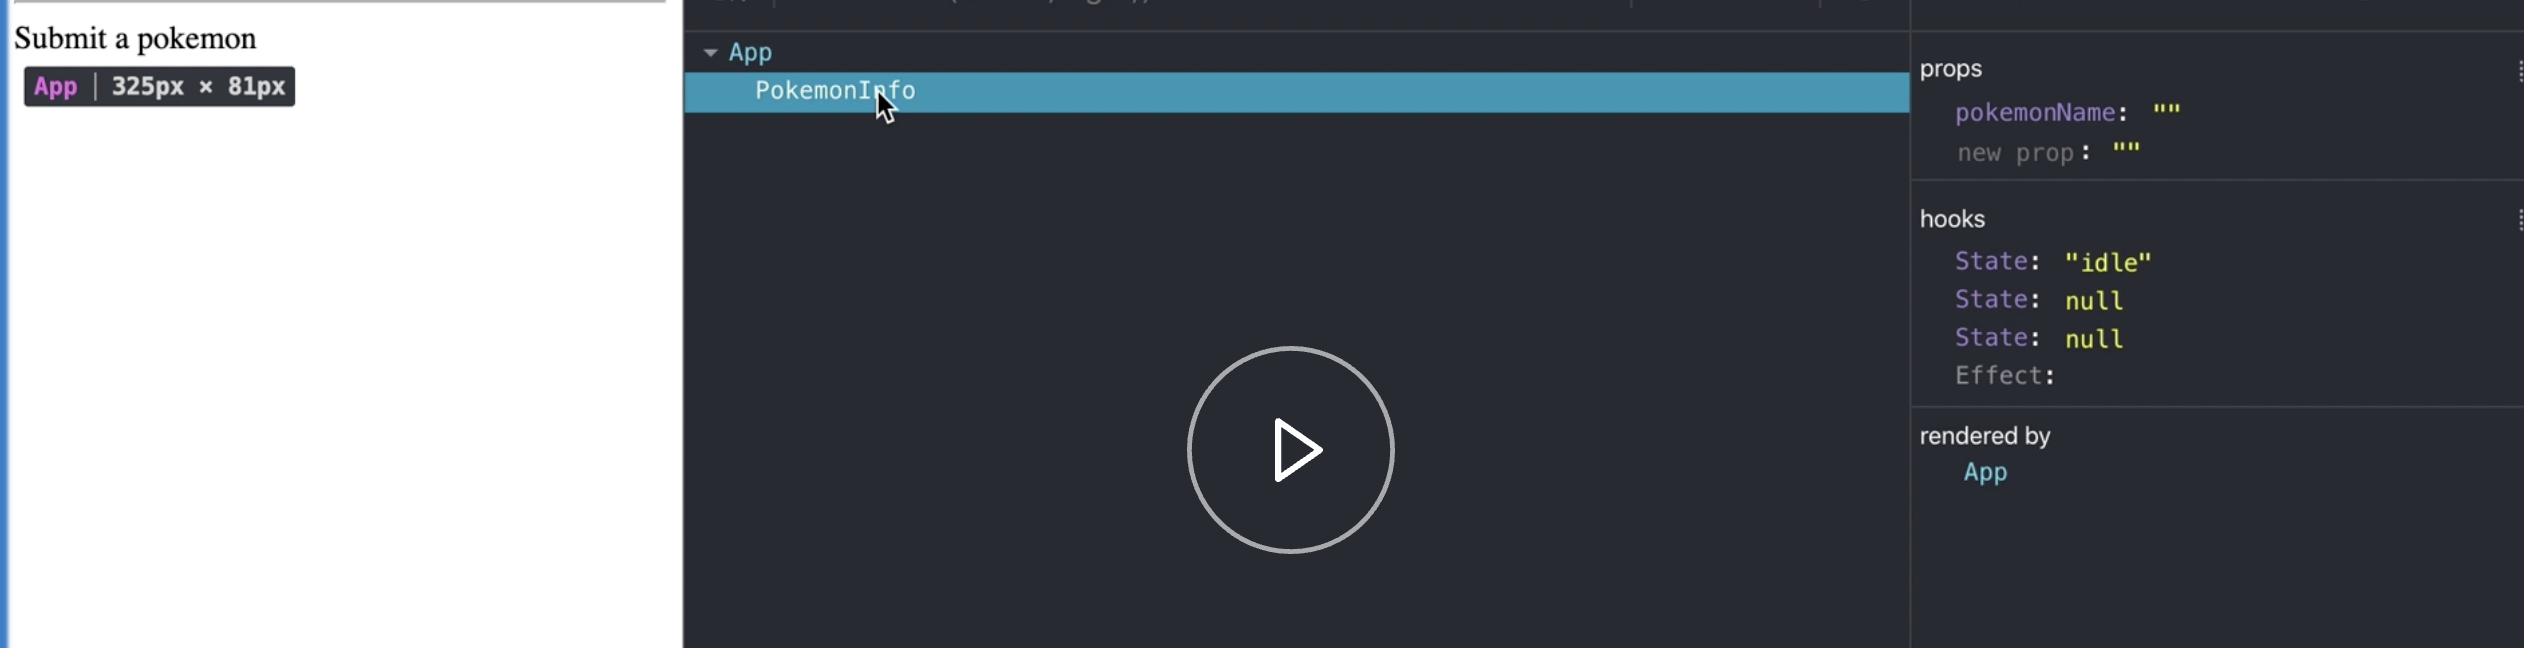 Submit a pokemon
App | 325px × 81px
App
PokemonInfo
props
pokemonName: ""
new prop: ""
hooks
State: "idle"
State: null
State: null
Effect:
rendered by
App